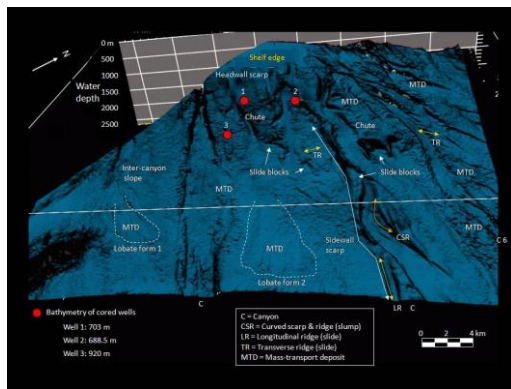 0 m
500
1000
1500
2000
2500
Water
depth
N
Shelf edge
Headwall scarp
1
2
3
Chute
MTD
MTD
Chute
TR
TR
MTD
Slide blocks
Slide blocks
Inter-canyon
slope
MTD
MTD
MTD
MTD
Lobate form 1
Lobate form 2
Sidewall
scarp
CSR
C 6
C
LR
C
Bathymetry of cored wells
Well 1: 703 m
Well 2: 688.5 m
Well 3: 920 m
C = Canyon
CSR = Curved scarp & ridge (slump)
LR = Longitudinal ridge (slide)
TR = Transverse ridge (slide)
MTD = Mass-transport deposit
0 2 4 km